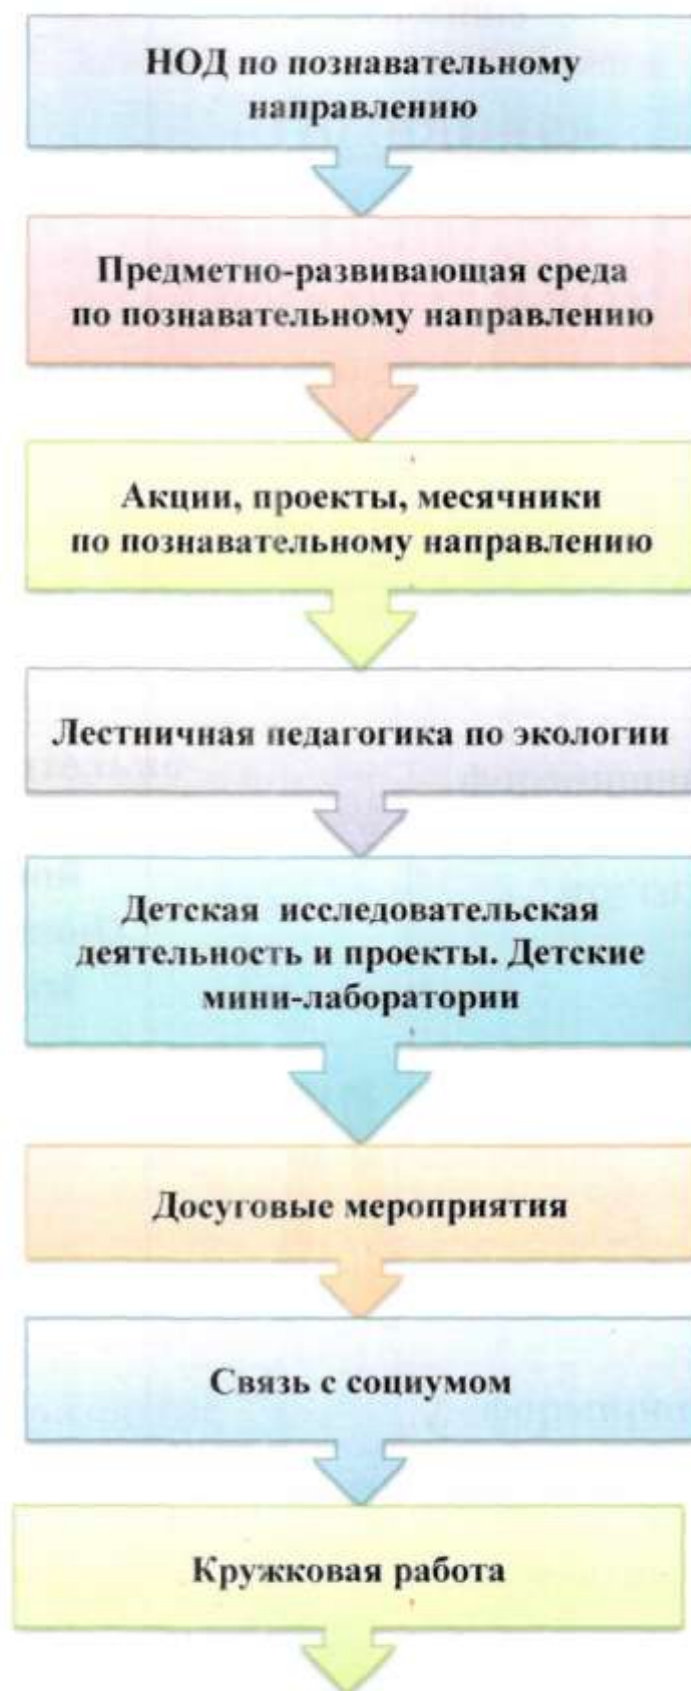 НОД по познавательному
направлению
Предметно-развивающая среда
по познавательному направлению
Акции, проекты, месячники
по познавательному направлению
Лестничная педагогика по экологии
Детская исследовательская
деятельность и проекты. Детские
мини-лаборатории
Досуговые мероприятия
Связь с социумом
Кружковая работа